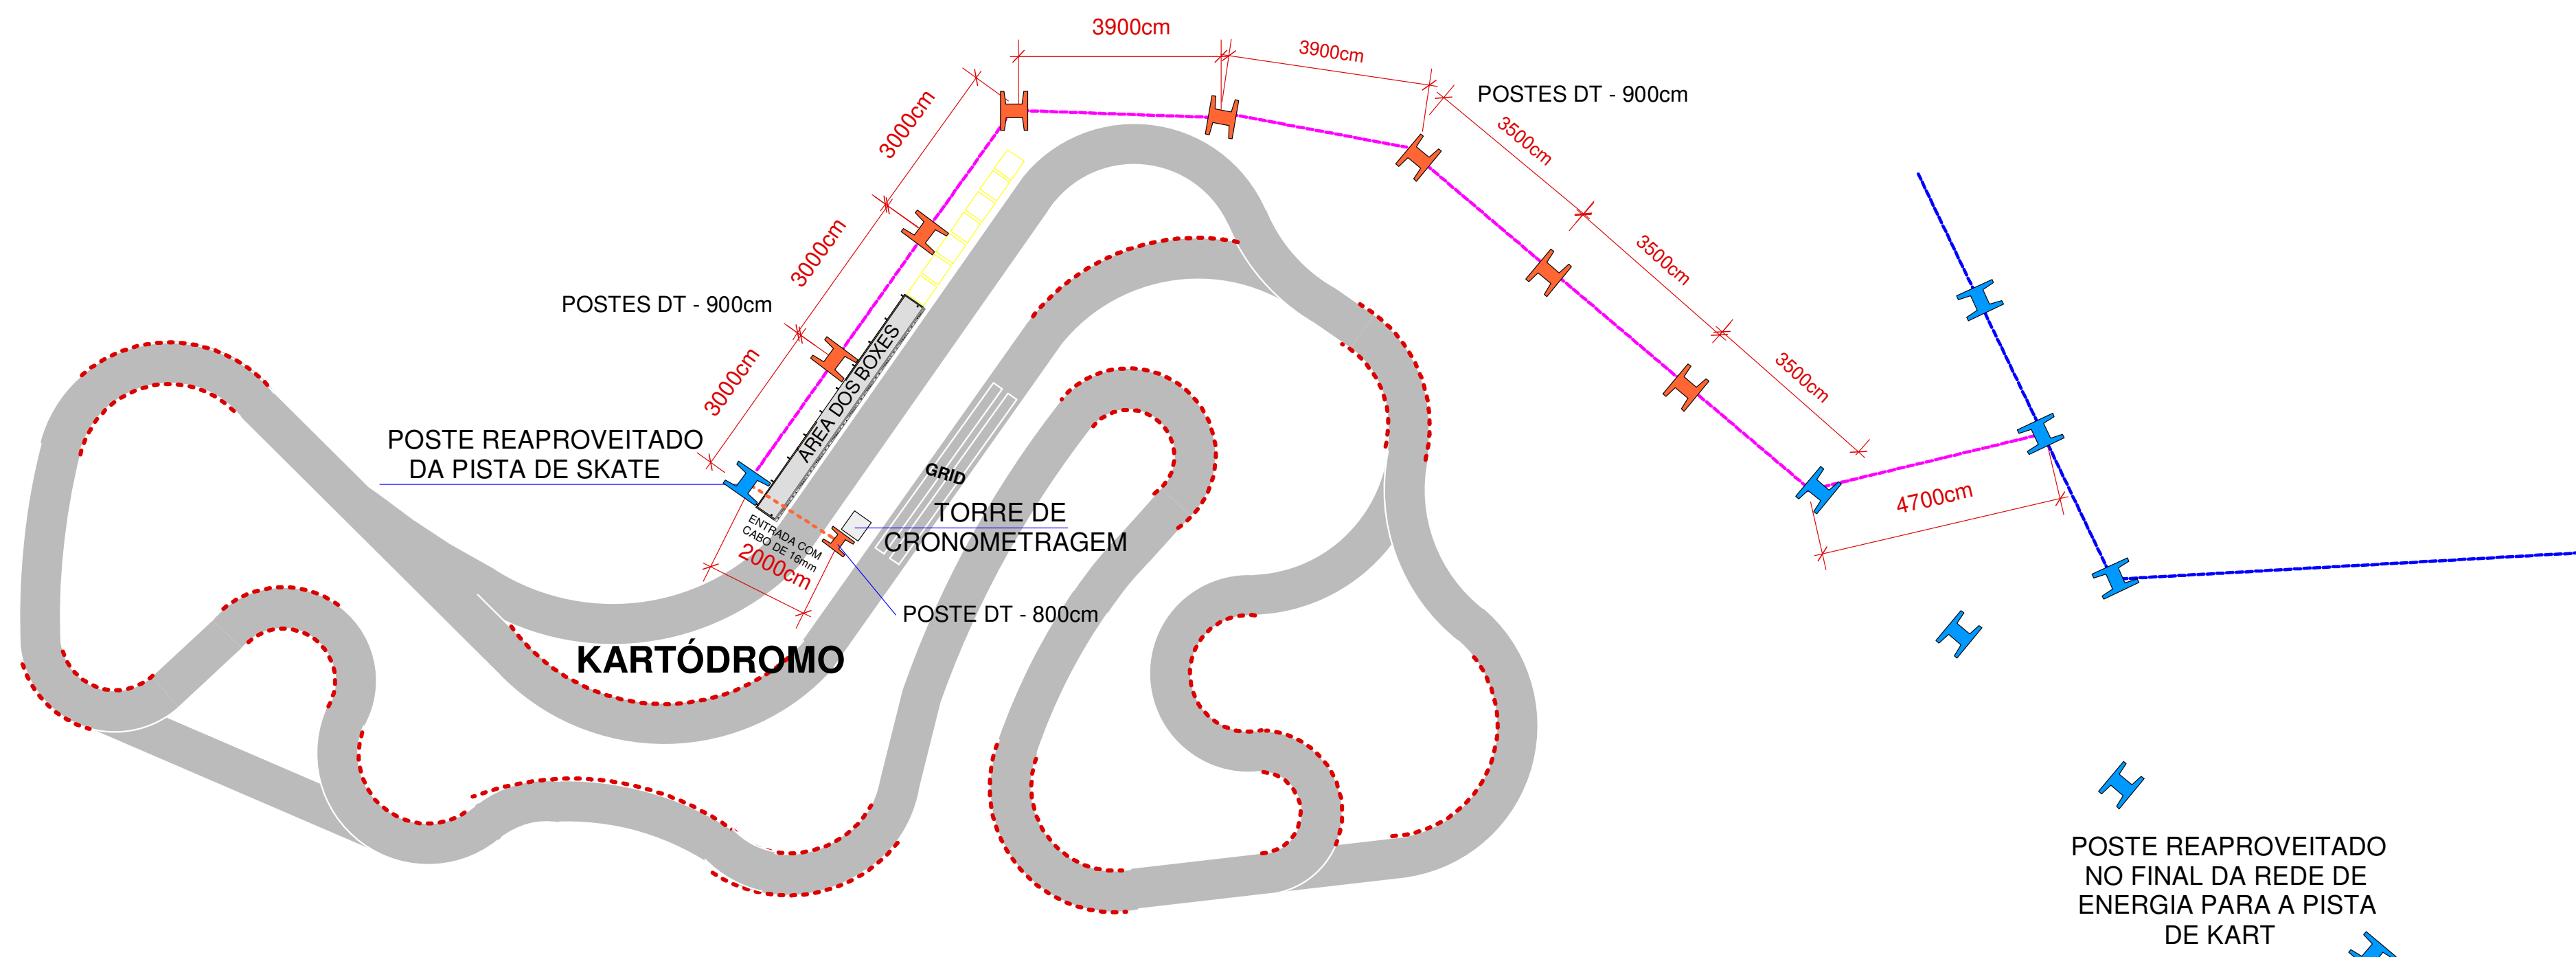 3900cm
3900cm
POSTES DT - 900cm
3000cm
3500cm
3000cm
3500cm
POSTES DT - 900cm
3000cm
3500cm
AREA DOS BOXES
POSTE REAPROVEITADO
DA PISTA DE SKATE
GRID
4700cm
TORRE DE
CRONOMETRAGEM
ENTRADA COM
CABO DE 16mm
2000cm
POSTE DT - 800cm
KARTÓDROMO
POSTE REAPROVEITADO
NO FINAL DA REDE DE
ENERGIA PARA A PISTA
DE KART